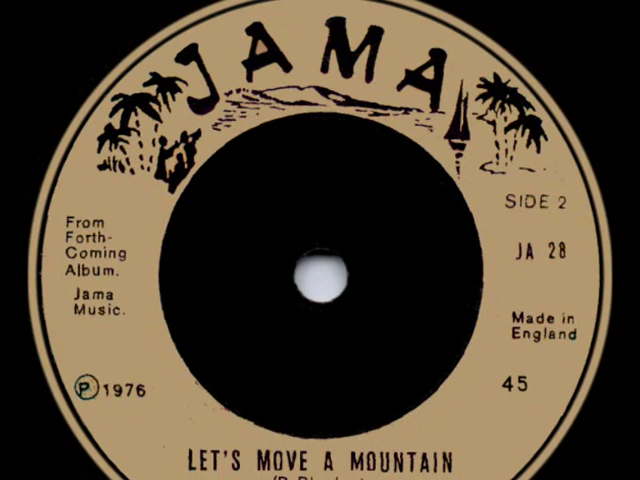 JAMA
SIDE 2
From
Forth-
Coming
Album.
JA 28
Jama
Music.
Made in
England
℗ 1976
45
LET'S MOVE A MOUNTAIN